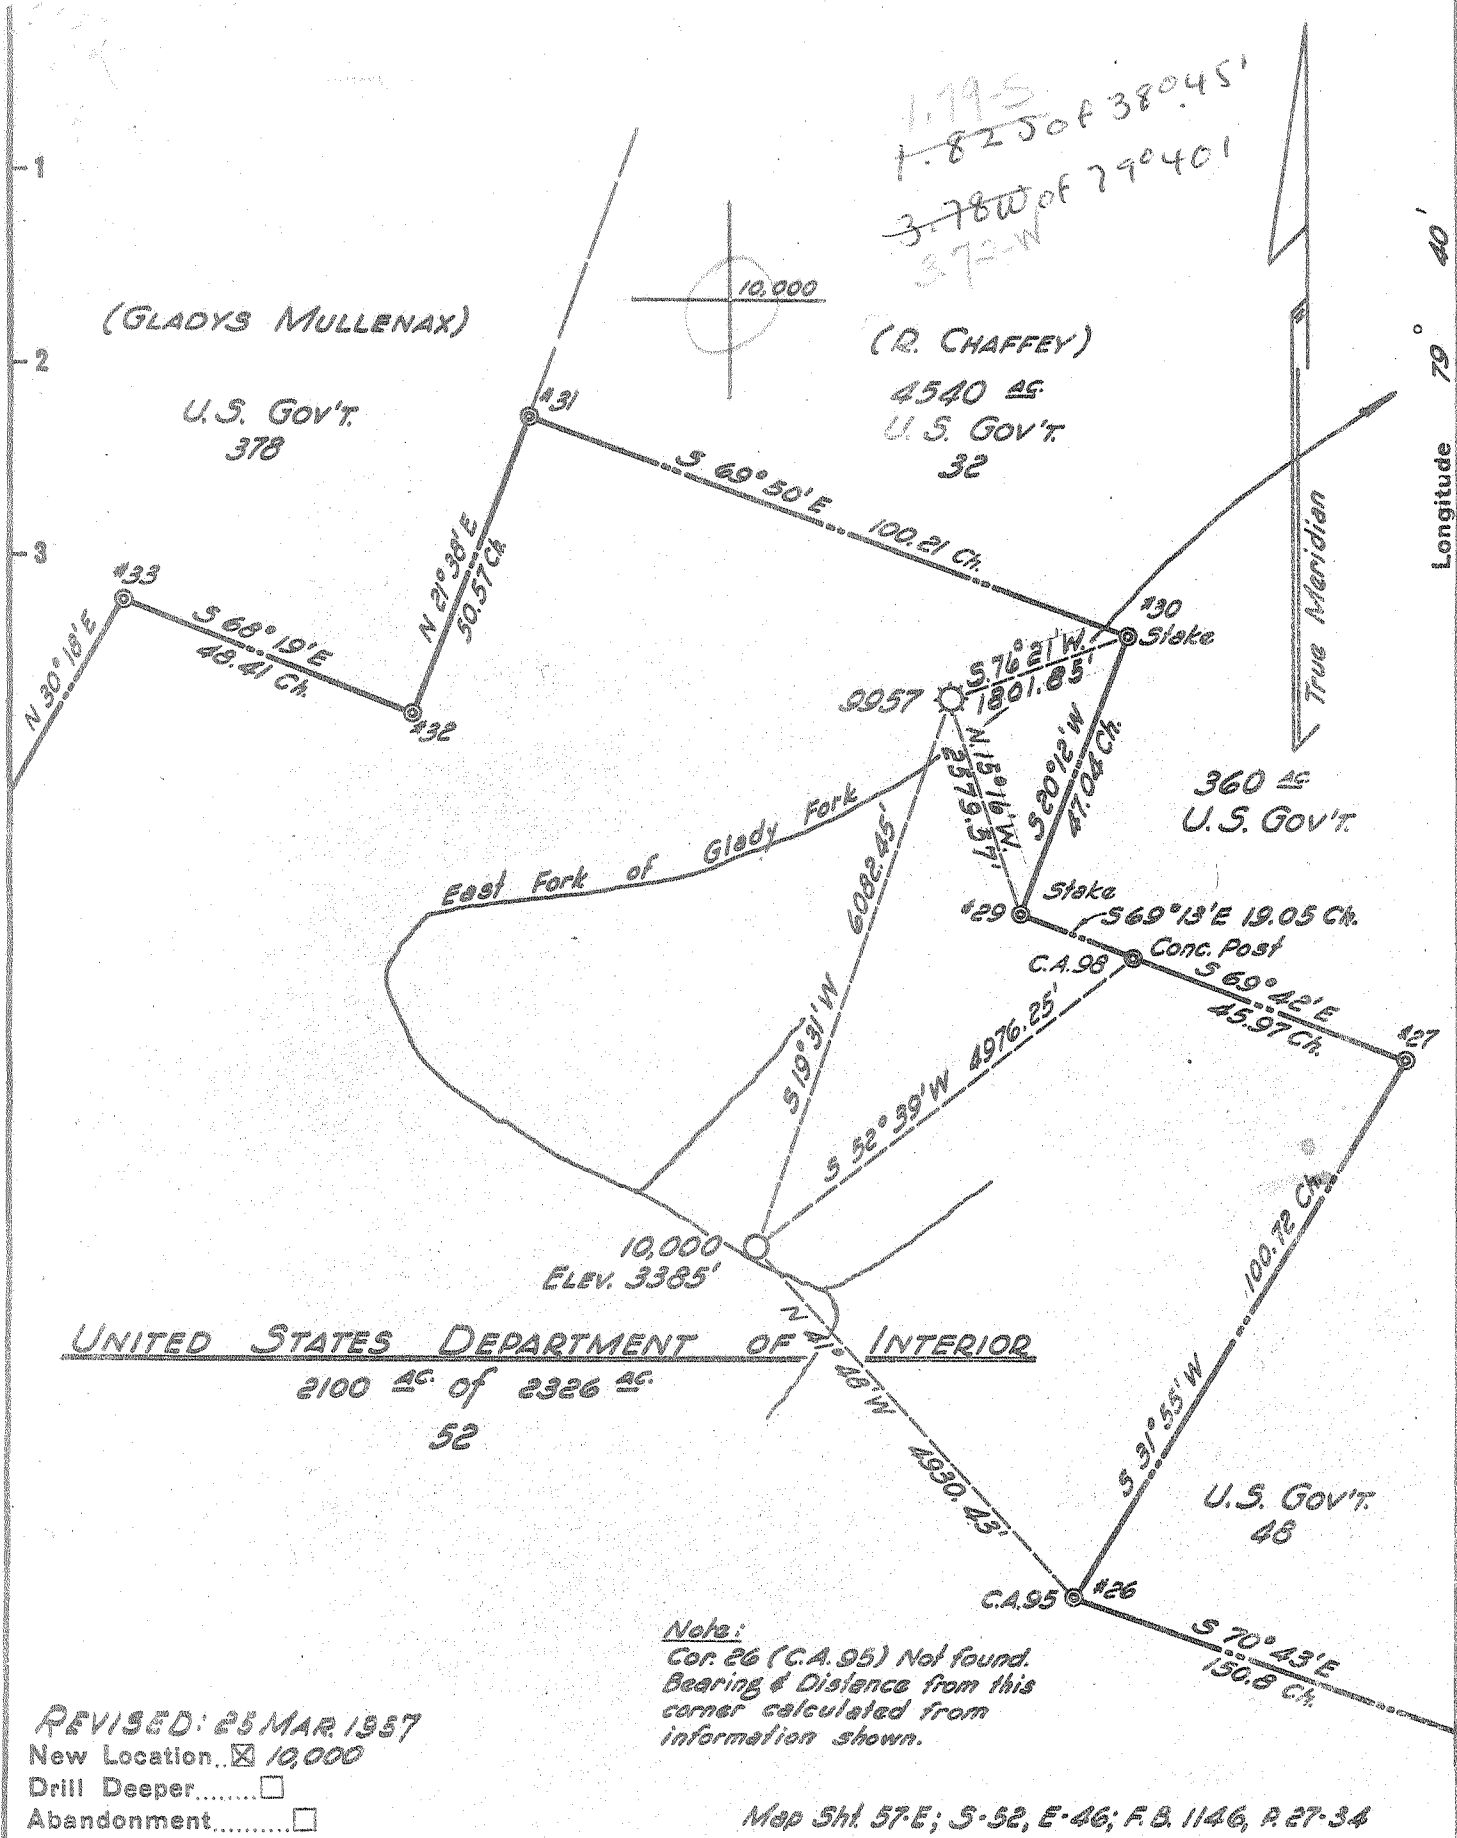 1.79-S
1.82 S of 38°45'
3.78 W of 79°40'
3.72-W
1
2
3
Longitude 79° 40'
10,000
(GLADYS MULLENAX)
U.S. GOV'T.
378
(R. CHAFFEY)
4540 AC.
U.S. GOV'T.
32
True Meridian
#31
S 69°50'E
100.21 Ch.
N 21°38'E
50.57 Ch.
#33
S 68°19'E
48.41 Ch.
N 30°18'E
#32
#30
Stake
S.76°21'W.
1801.85'
9957
N.15°16'W.
2579.57'
S 20°12'W
47.04 Ch.
360 AC
U.S. GOV'T.
East Fork of Glady Fork
6082.45'
S 19°31'W
Stake
#29
S 69°13'E 19.05 Ch.
Conc. Post
C.A.98
S 69°42'E
45.97 Ch.
#27
S 52°39'W 4976.25'
10,000
ELEV. 3385'
100.72 Ch.
S 31°55'W
UNITED STATES DEPARTMENT OF INTERIOR
2100 AC. of 2326 AC.
52
N 41°48'W
4930.43'
U.S. GOV'T.
48
C.A.95
#26
S 70°43'E
150.8 Ch.
Note:
Cor. 26 (C.A. 95) Not found.
Bearing & Distance from this
corner calculated from
information shown.
REVISED: 25 MAR. 1957
New Location..☒ 10,000
Drill Deeper........☐
Abandonment..........☐
Map Sht. 57-E; S-52, E-46; F.B. 1146, P. 27-34